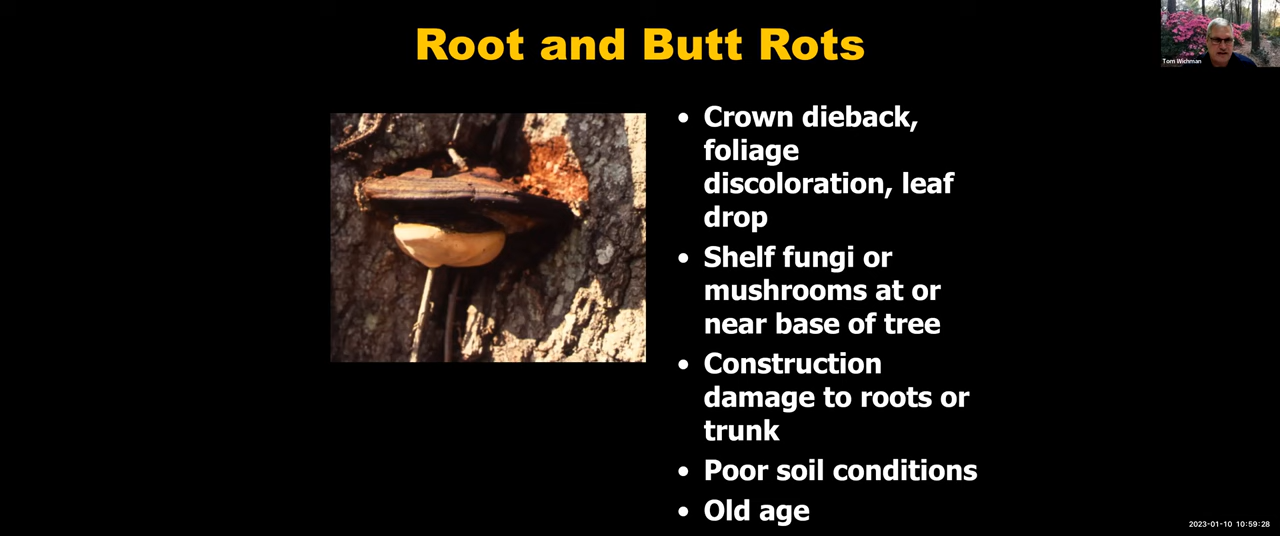 Root and Butt Rots
Tom Wichman
• Crown dieback,
foliage
discoloration, leaf
drop
• Shelf fungi or
mushrooms at or
near base of tree
• Construction
damage to roots or
trunk
• Poor soil conditions
• Old age
2023-01-10 10:59:28